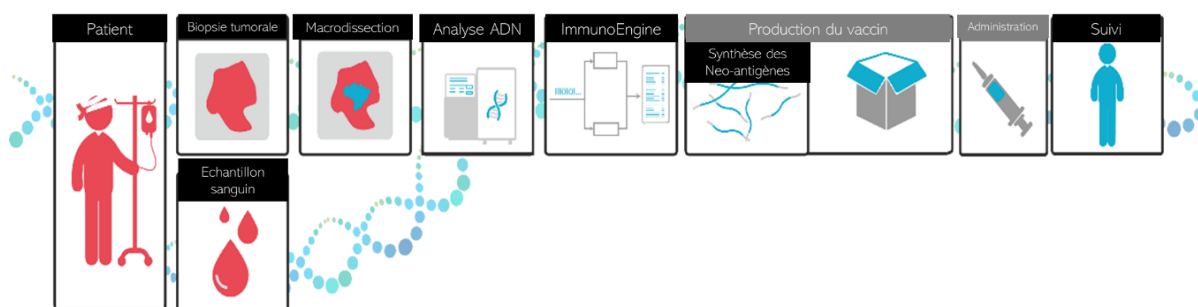 Patient
Biopsie tumorale
Macrodissection
Analyse ADN
ImmunoEngine
Production du vaccin
Administration
Suivi
Synthèse des
Neo-antigènes
Echantillon
sanguin